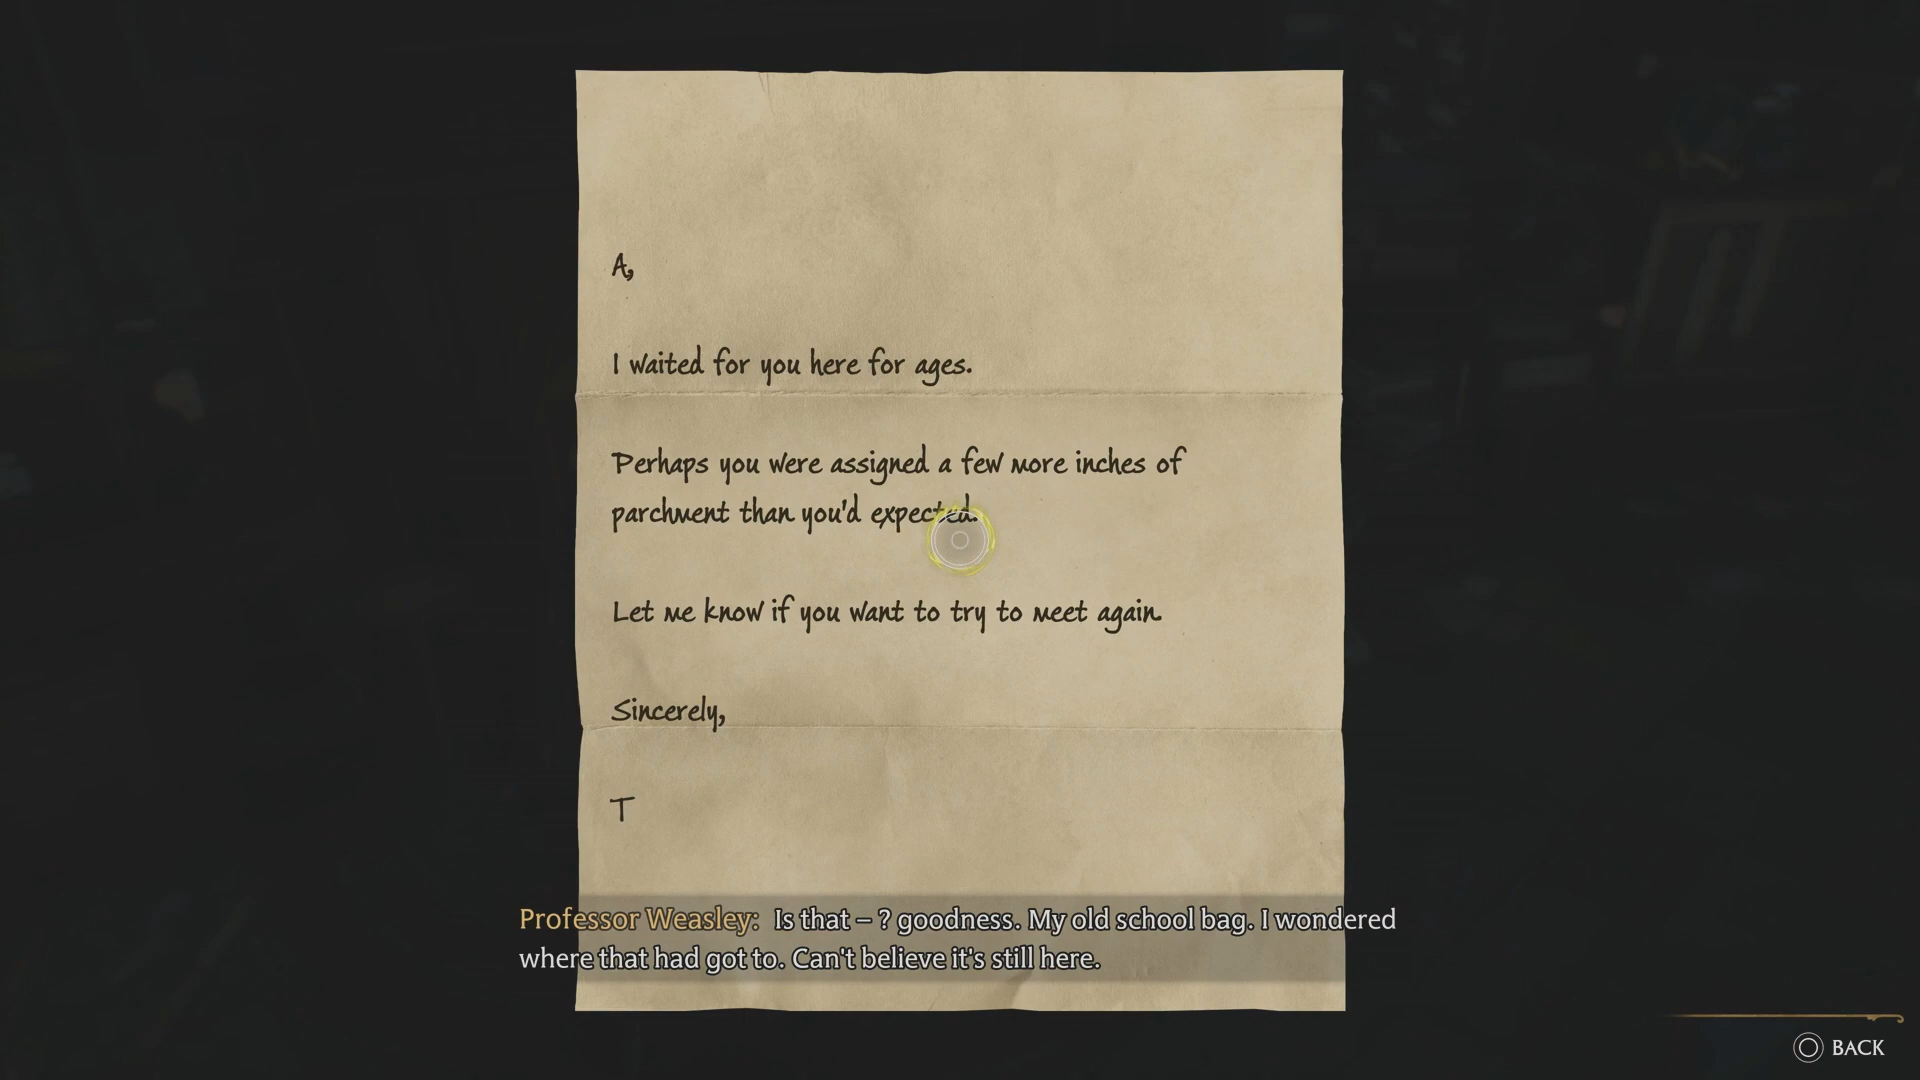 A,
I waited for you here for ages.
Perhaps you were assigned a few more inches of
parchment than you'd expected.
Let me know if you want to try to meet again.
Sincerely,
T
Professor Weasley: Is that – ? goodness. My old school bag. I wondered
where that had got to. Can't believe it's still here.
BACK